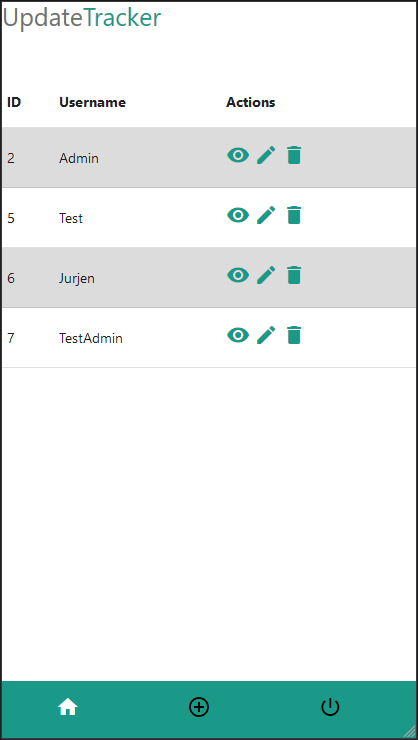 UpdateTracker
ID Username Actions
2 Admin
5 Test
6 Jurjen
7 TestAdmin